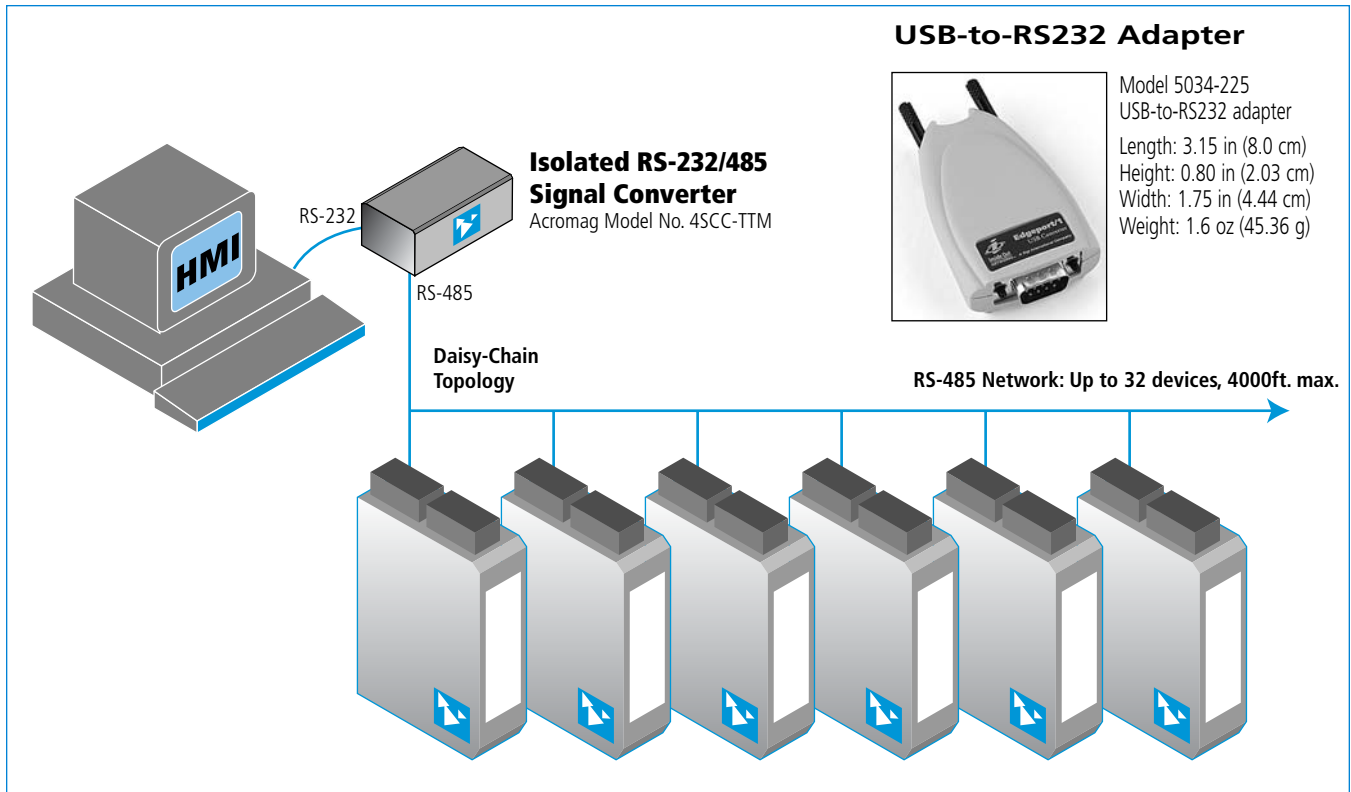 USB-to-RS232 Adapter
Model 5034-225
USB-to-RS232 adapter
Length: 3.15 in (8.0 cm)
Height: 0.80 in (2.03 cm)
Width: 1.75 in (4.44 cm)
Weight: 1.6 oz (45.36 g)
Edgeport/1
USB Converter
Isolated RS-232/485
Signal Converter
Acromag Model No. 4SCC-TTM
RS-232
HMI
RS-485
Daisy-Chain
Topology
RS-485 Network: Up to 32 devices, 4000ft. max.